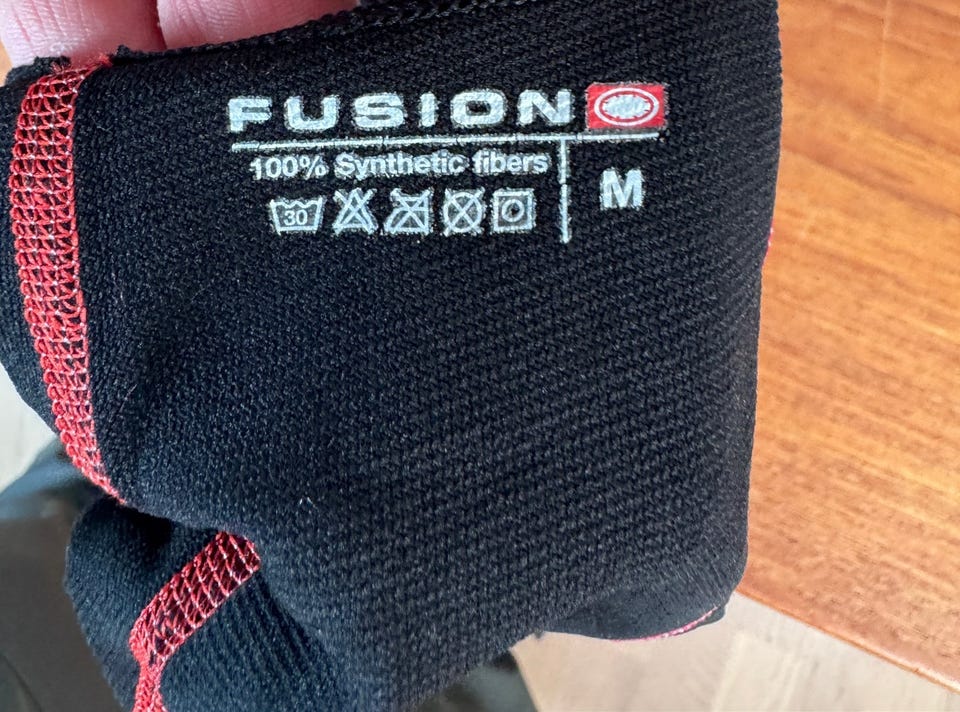 FUSION
100% Synthetic fibers
30
M